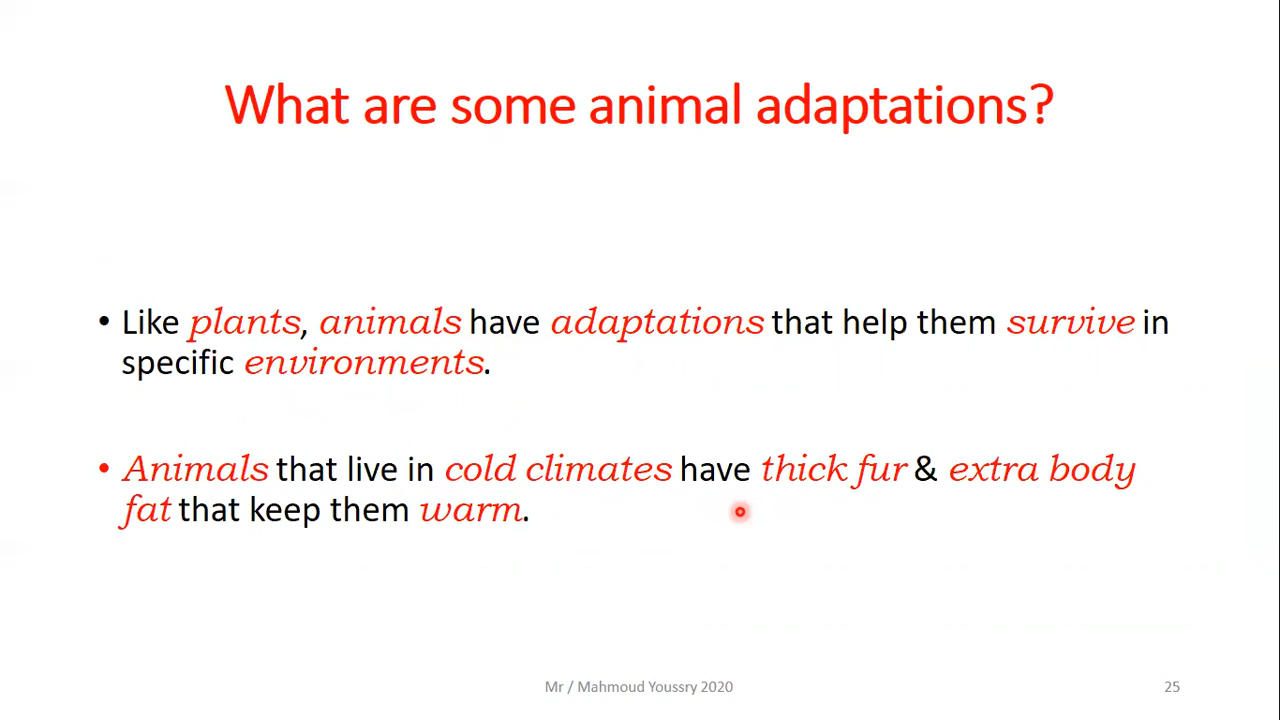 What are some animal adaptations?
• Like plants, animals have adaptations that help them survive in
specific environments.
• Animals that live in cold climates have thick fur & extra body
fat that keep them warm.
Mr / Mahmoud Youssry 2020
25